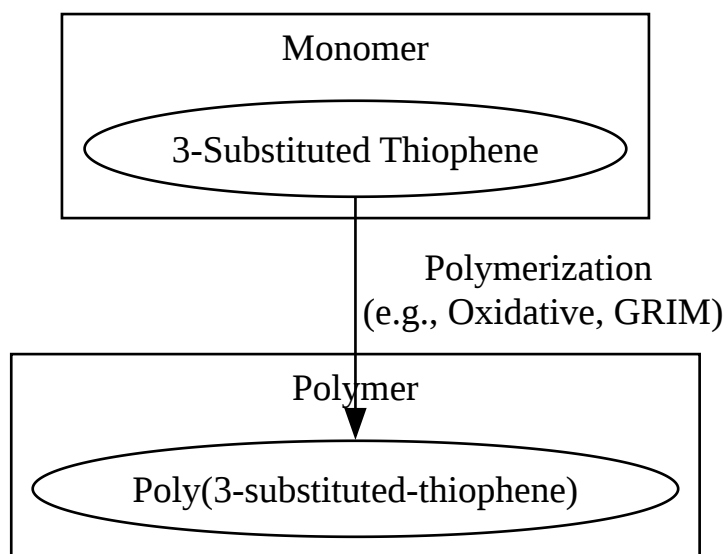 Monomer
3-Substituted Thiophene
Polymerization
(e.g., Oxidative, GRIM)
Polymer
Poly(3-substituted-thiophene)